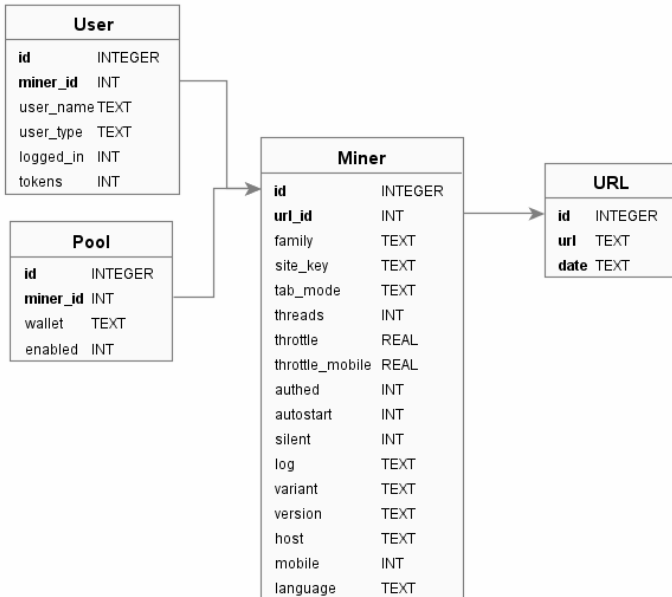 User
id INTEGER
miner_id INT
user_name TEXT
user_type TEXT
logged_in INT
tokens INT
Pool
id INTEGER
miner_id INT
wallet TEXT
enabled INT
Miner
id INTEGER
url_id INT
family TEXT
site_key TEXT
tab_mode TEXT
threads INT
throttle REAL
throttle_mobile REAL
authed INT
autostart INT
silent INT
log TEXT
variant TEXT
version TEXT
host TEXT
mobile INT
language TEXT
URL
id INTEGER
url TEXT
date TEXT